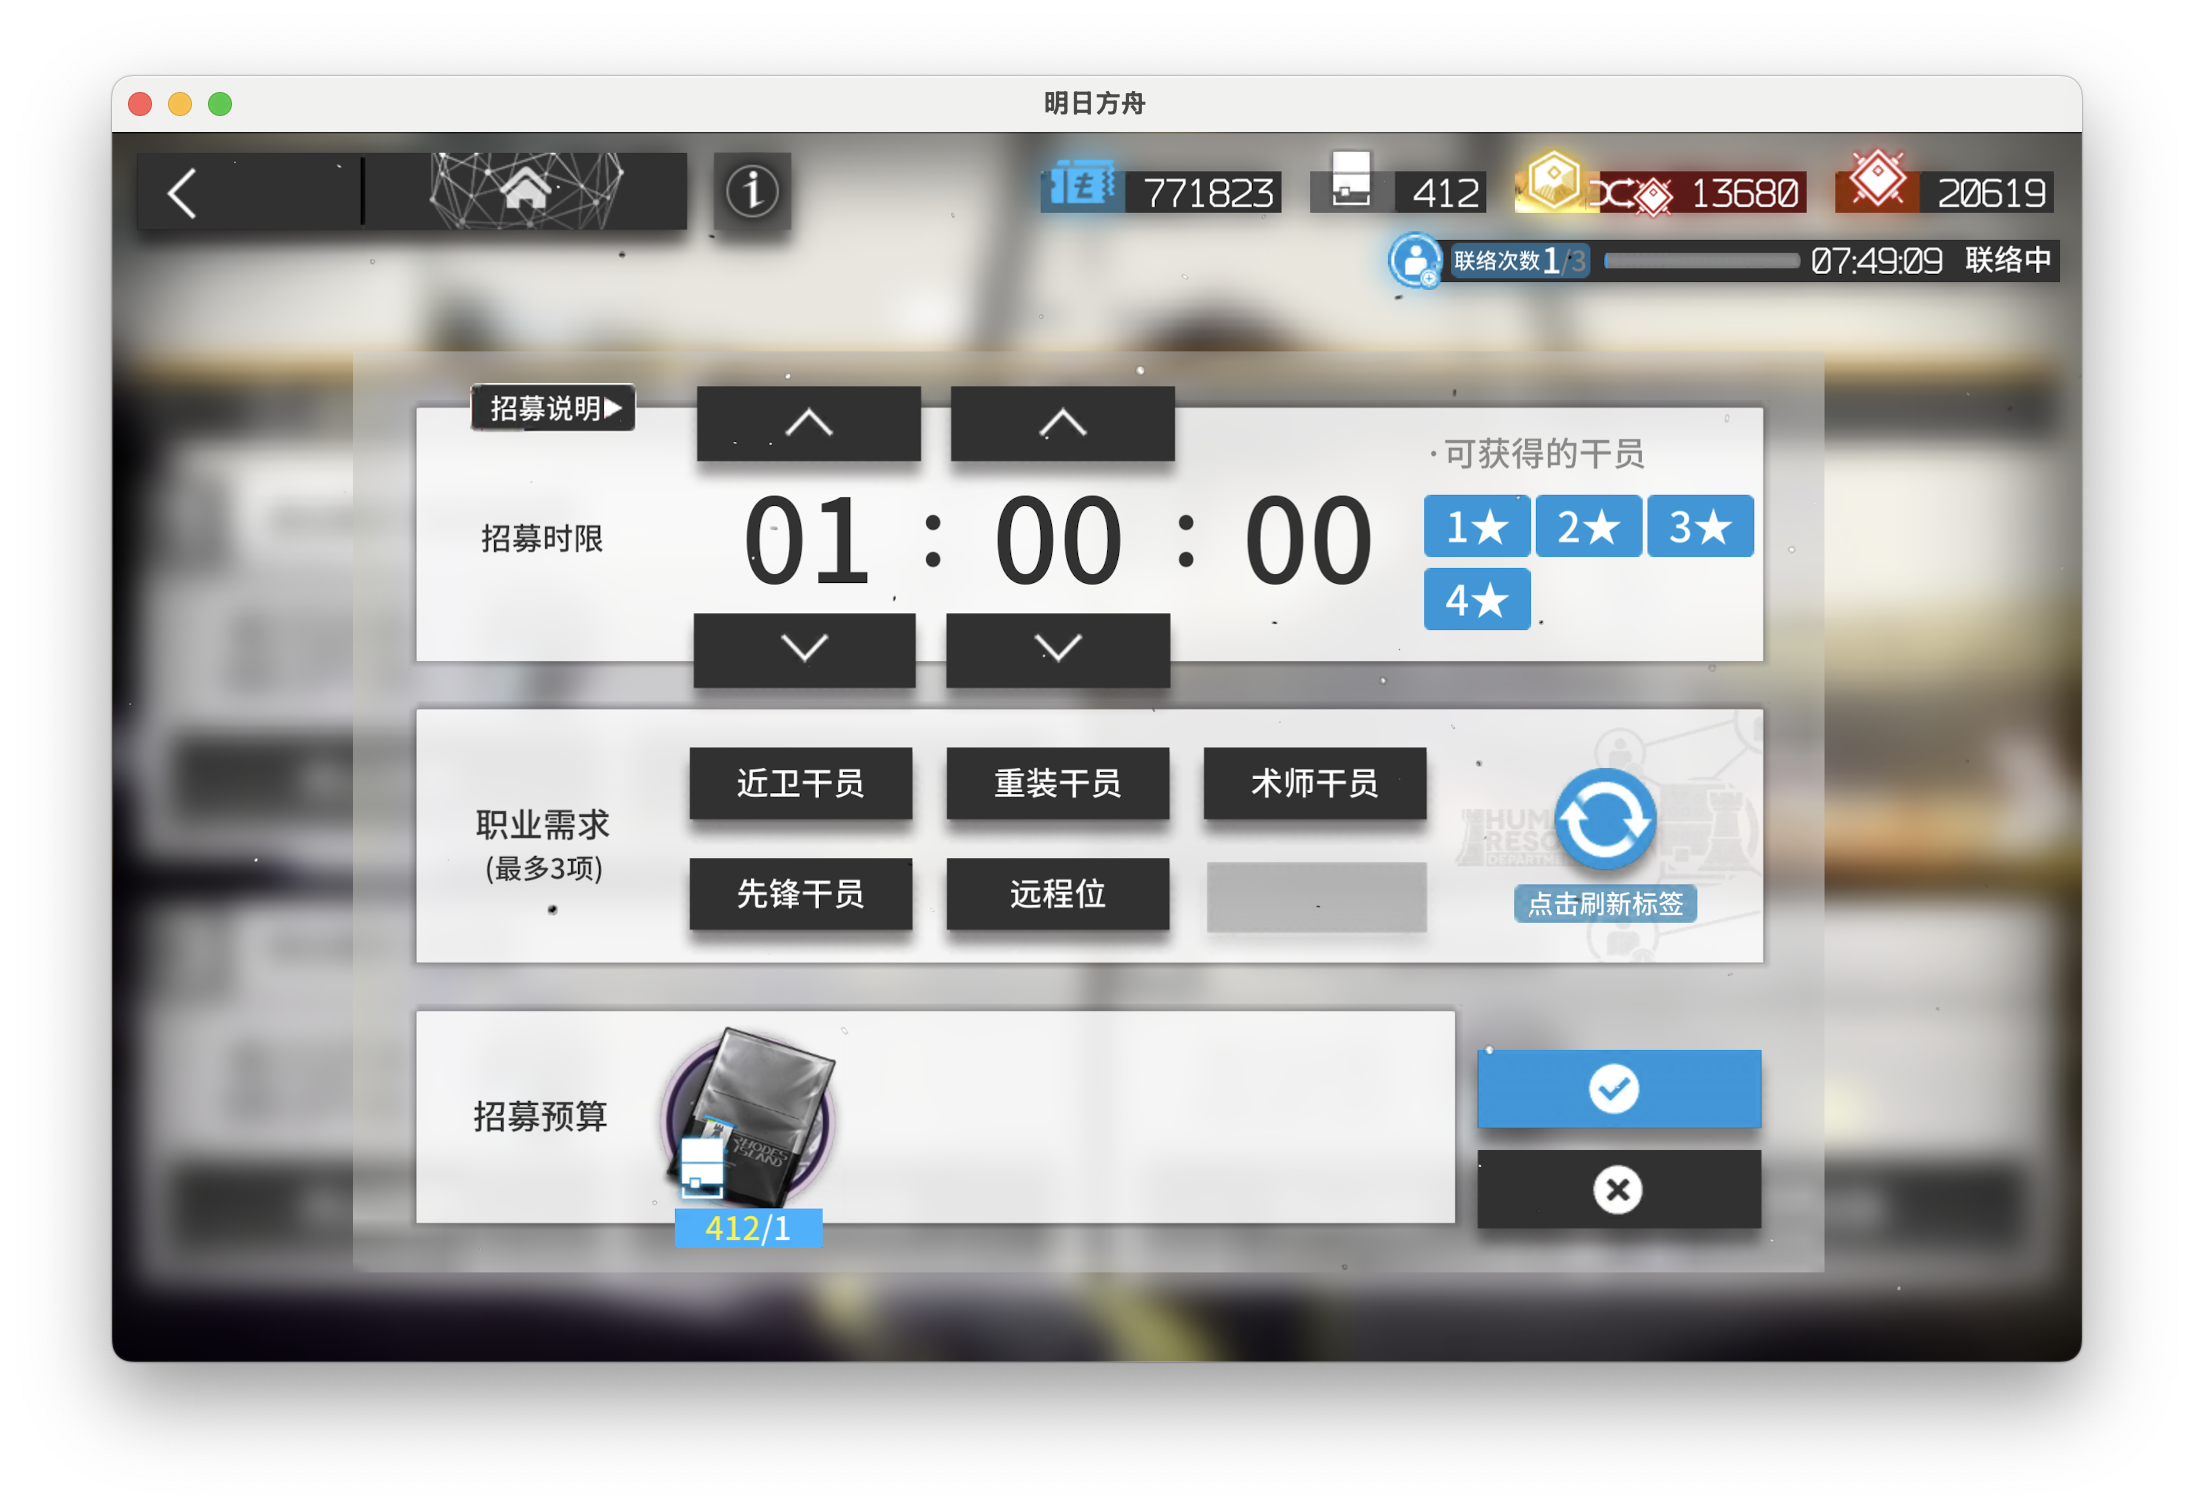 明日方舟
771823
412
13680
20619
联络次数1/3
07:49:09 联络中
招募说明
·可获得的干员
招募时限
01:00:00
1★ 2★ 3★
4★
近卫干员 重装干员 术师干员
职业需求
(最多3项)
先锋干员 远程位
点击刷新标签
招募预算
RHODES
ISLAND
412/1